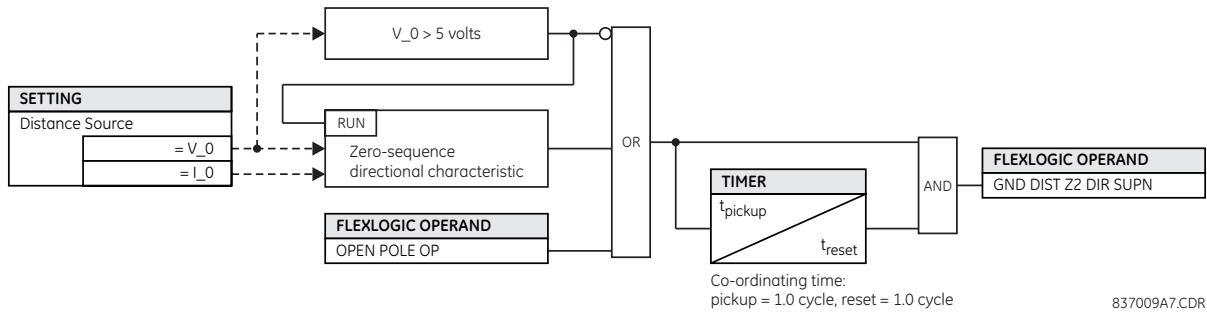 V_0 > 5 volts
SETTING
Distance Source
= V_0
= I_0
RUN
Zero-sequence
directional characteristic
FLEXLOGIC OPERAND
OPEN POLE OP
OR
TIMER
tpickup
treset
Co-ordinating time:
pickup = 1.0 cycle, reset = 1.0 cycle
AND
FLEXLOGIC OPERAND
GND DIST Z2 DIR SUPN
837009A7.CDR